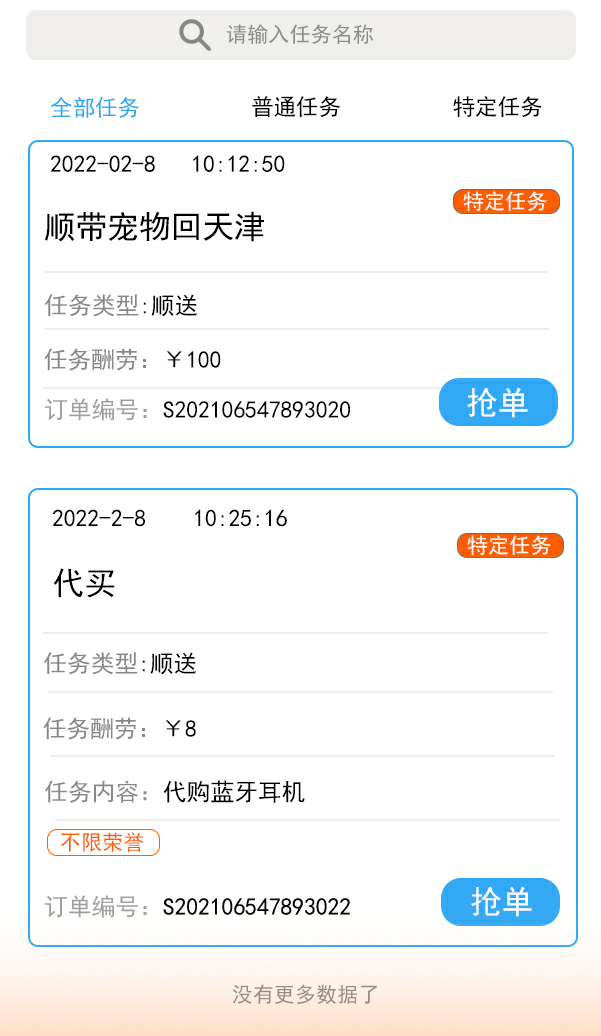 请输入任务名称
全部任务 普通任务 特定任务
2022-02-8 10:12:50
特定任务
顺带宠物回天津
任务类型:顺送
任务酬劳：￥100
抢单
订单编号：S202106547893020
2022-2-8 10:25:16
特定任务
代买
任务类型:顺送
任务酬劳：￥8
任务内容：代购蓝牙耳机
不限荣誉
订单编号：S202106547893022
抢单
没有更多数据了